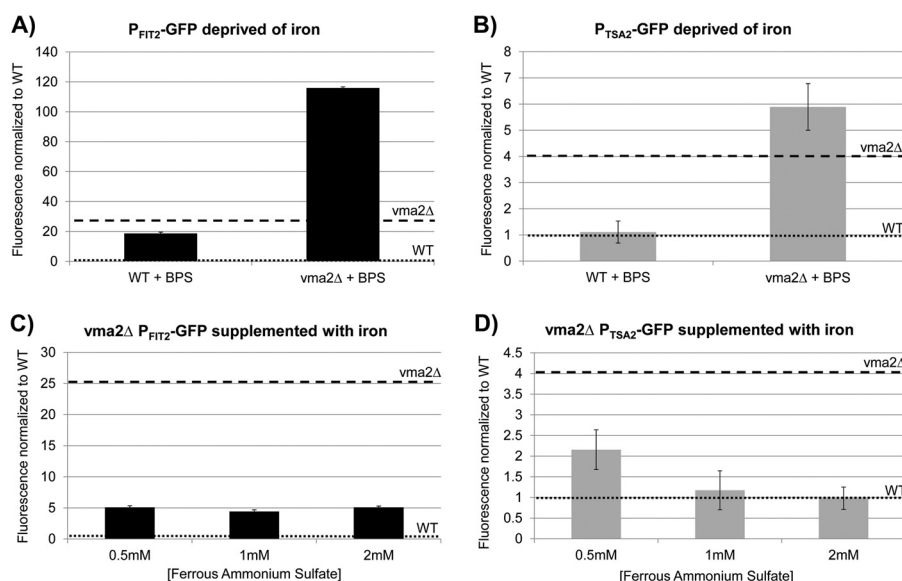 A)
P_FIT2-GFP deprived of iron
Fluorescence normalized to WT
140
120
100
80
60
40
20
0
vma2Δ
WT
WT + BPS
vma2Δ + BPS
B)
P_TSA2-GFP deprived of iron
Fluorescence normalized to WT
8
7
6
5
4
3
2
1
0
vma2Δ
WT
WT + BPS
vma2Δ + BPS
C)
vma2Δ P_FIT2-GFP supplemented with iron
Fluorescence normalized to WT
30
25
20
15
10
5
0
vma2Δ
WT
0.5mM
1mM
2mM
[Ferrous Ammonium Sulfate]
D)
vma2Δ P_TSA2-GFP supplemented with iron
Fluorescence normalized to WT
4.5
4
3.5
3
2.5
2
1.5
1
0.5
0
vma2Δ
WT
0.5mM
1mM
2mM
[Ferrous Ammonium Sulfate]